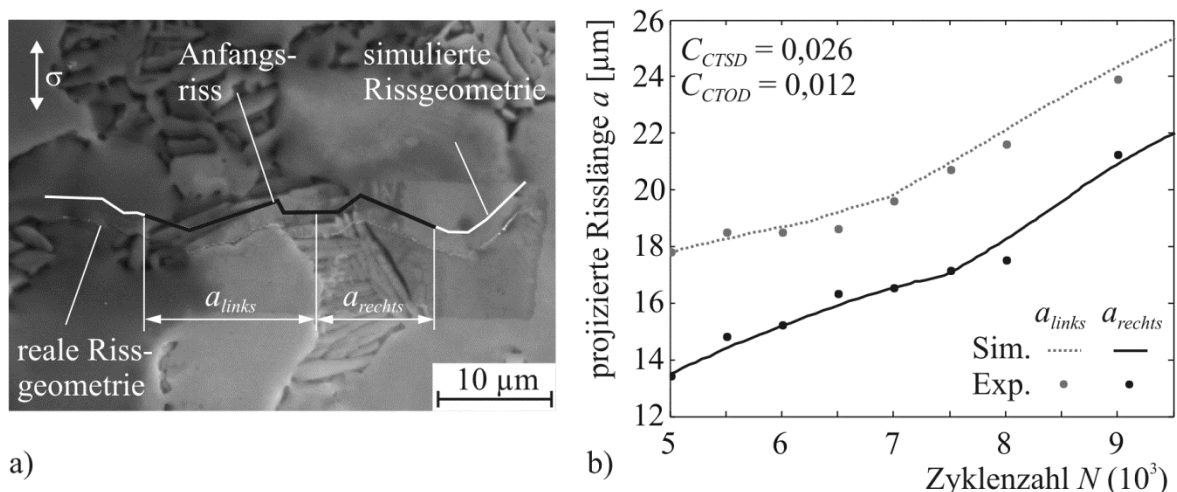 σ
Anfangs-
riss
simulierte
Rissgeometrie
a_links
a_rechts
reale Riss-
geometrie
10 µm
a)
projizierte Risslänge a [µm]
C_CTSD = 0,026
C_CTOD = 0,012
24
22
20
18
16
14
12
a_links a_rechts
Sim.
Exp.
5 6 7 8 9
Zyklenzahl N (10³)
b)